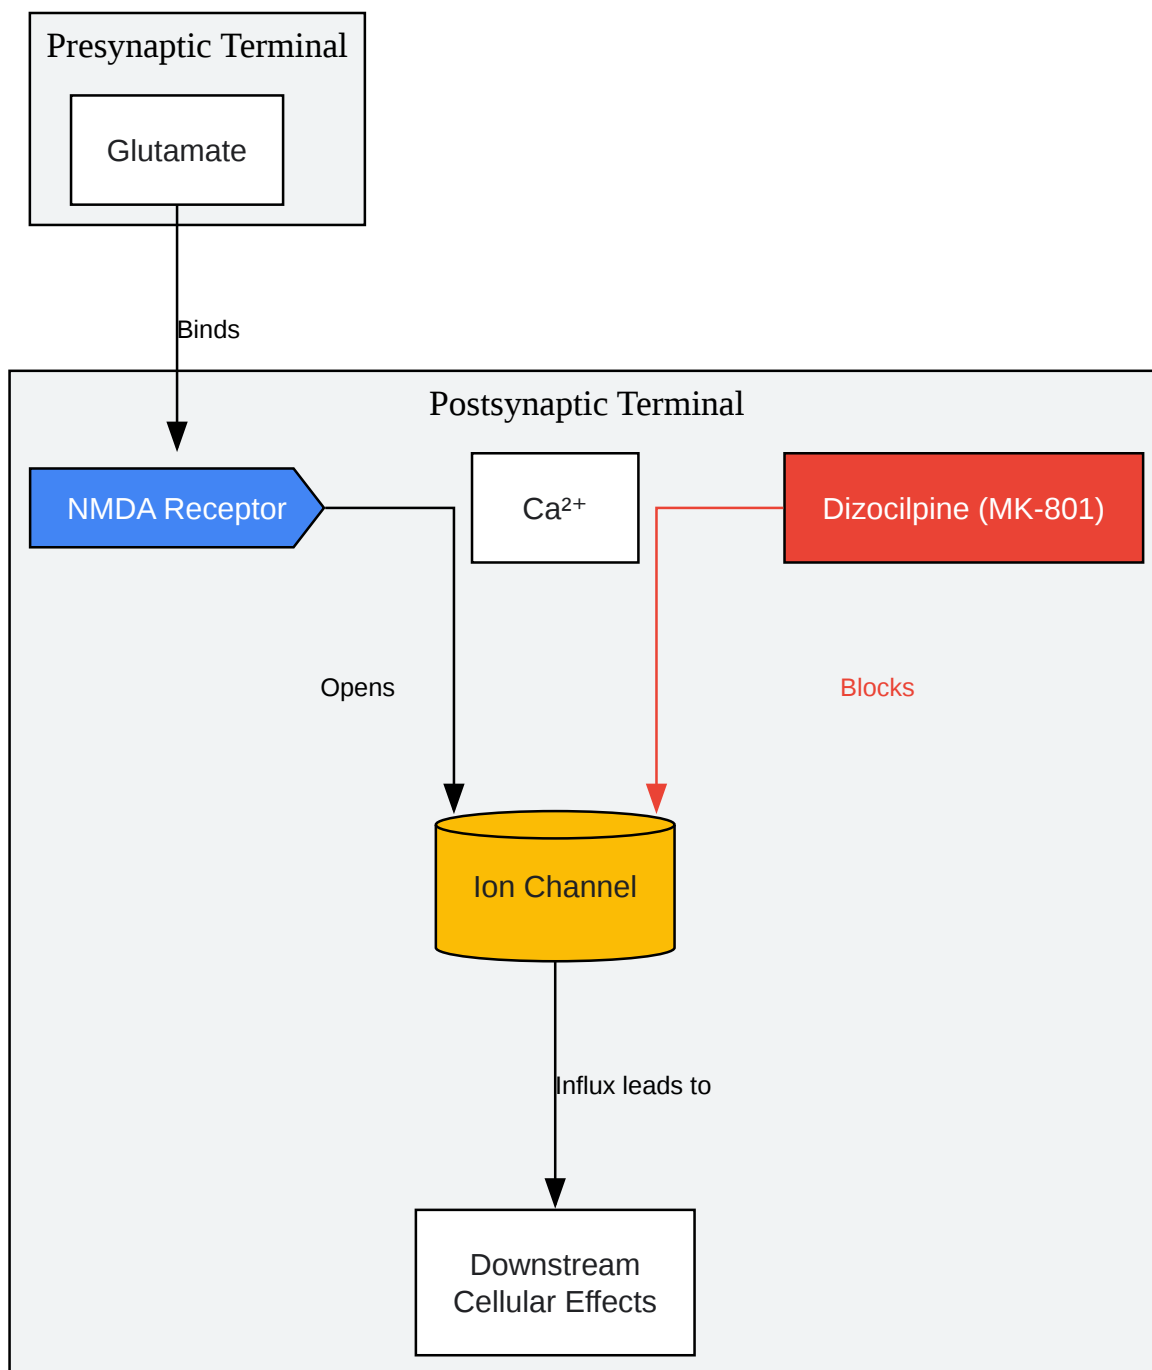 Presynaptic Terminal
Glutamate
Binds
Postsynaptic Terminal
NMDA Receptor
Ca²⁺
Dizocilpine (MK-801)
Opens
Blocks
Ion Channel
Influx leads to
Downstream
Cellular Effects